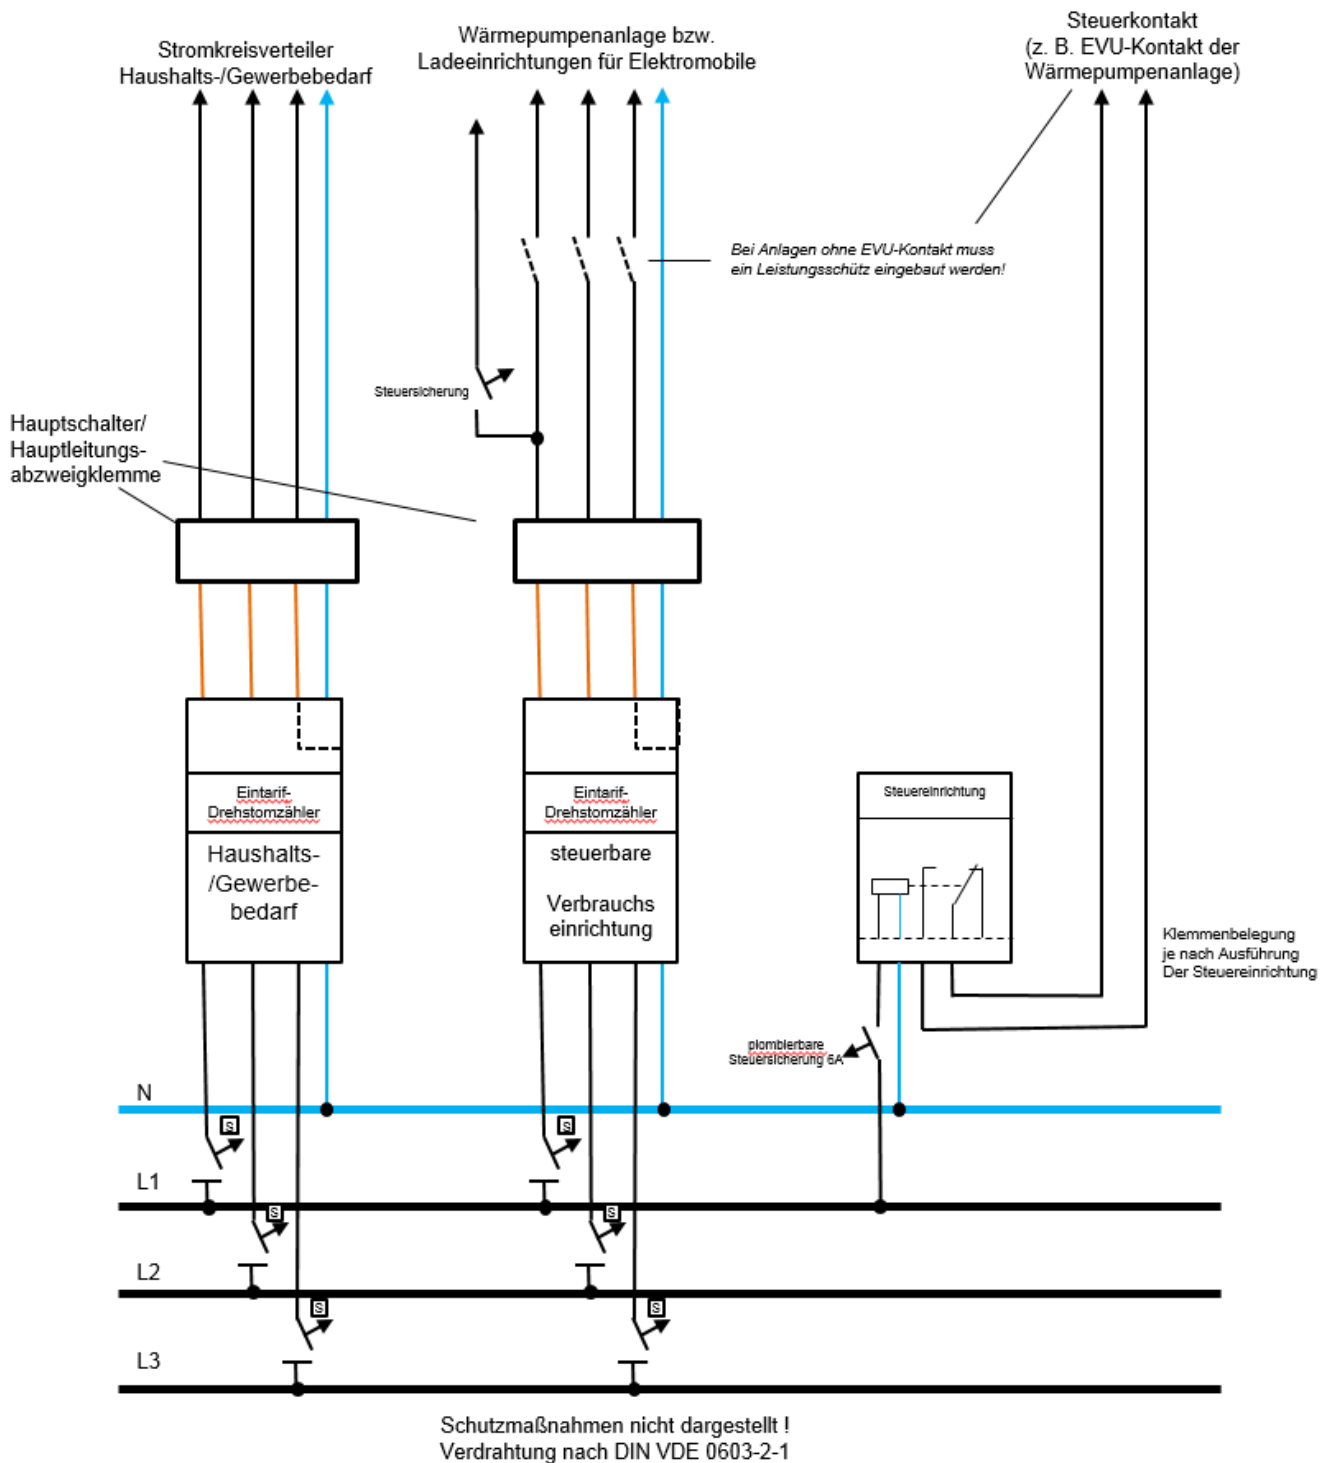 Stromkreisverteiler
Haushalts-/Gewerbebedarf
Wärmepumpenanlage bzw.
Ladeeinrichtungen für Elektromobile
Steuerkontakt
(z. B. EVU-Kontakt der
Wärmepumpenanlage)
Bei Anlagen ohne EVU-Kontakt muss
ein Leistungsschütz eingebaut werden!
Steuersicherung
Hauptschalter/
Hauptleitungs-
abzweigklemme
Eintarif-
Drehstomzähler
Haushalts-
/Gewerbe-
bedarf
Eintarif-
Drehstomzähler
steuerbare
Verbrauchs
einrichtung
Steuereinrichtung
Klemmenbelegung
je nach Ausführung
Der Steuereinrichtung
plombierbare
Steuersicherung 6A
N
S
S
L1
S
S
L2
S
S
L3
Schutzmaßnahmen nicht dargestellt !
Verdrahtung nach DIN VDE 0603-2-1